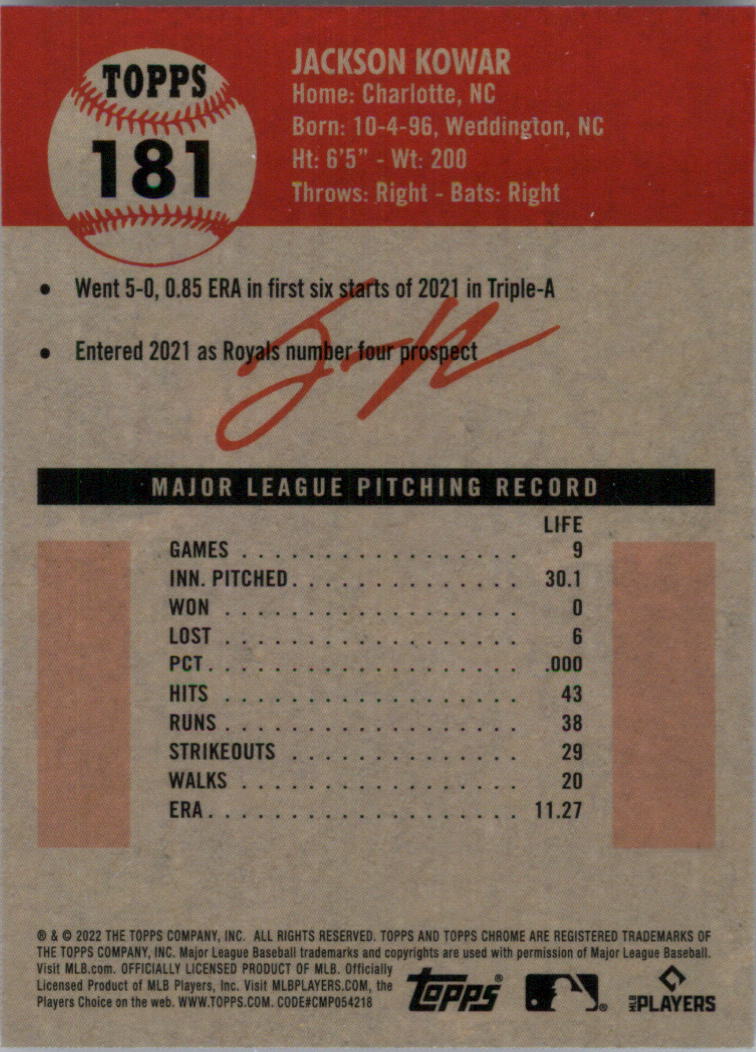 TOPPS
181
JACKSON KOWAR
Home: Charlotte, NC
Born: 10-4-96, Weddington, NC
Ht: 6'5" - Wt: 200
Throws: Right - Bats: Right
• Went 5-0, 0.85 ERA in first six starts of 2021 in Triple-A
• Entered 2021 as Royals number four prospect
MAJOR LEAGUE PITCHING RECORD
LIFE
GAMES . . . . . . . . . . . . . . . . . 9
INN. PITCHED. . . . . . . . . . . . . . 30.1
WON . . . . . . . . . . . . . . . . . . 0
LOST . . . . . . . . . . . . . . . . . . 6
PCT. . . . . . . . . . . . . . . . . . . .000
HITS . . . . . . . . . . . . . . . . . . 43
RUNS . . . . . . . . . . . . . . . . . . 38
STRIKEOUTS . . . . . . . . . . . . . . 29
WALKS . . . . . . . . . . . . . . . . . 20
ERA. . . . . . . . . . . . . . . . . . . 11.27
® & © 2022 THE TOPPS COMPANY, INC. ALL RIGHTS RESERVED. TOPPS AND TOPPS CHROME ARE REGISTERED TRADEMARKS OF
THE TOPPS COMPANY, INC. Major League Baseball trademarks and copyrights are used with permission of Major League Baseball.
Visit MLB.com. OFFICIALLY LICENSED PRODUCT OF MLB. Officially
Licensed Product of MLB Players, Inc. Visit MLBPLAYERS.COM, the
Players Choice on the web. WWW.TOPPS.COM. CODE#CMP054218
Topps®
MLB PLAYERS